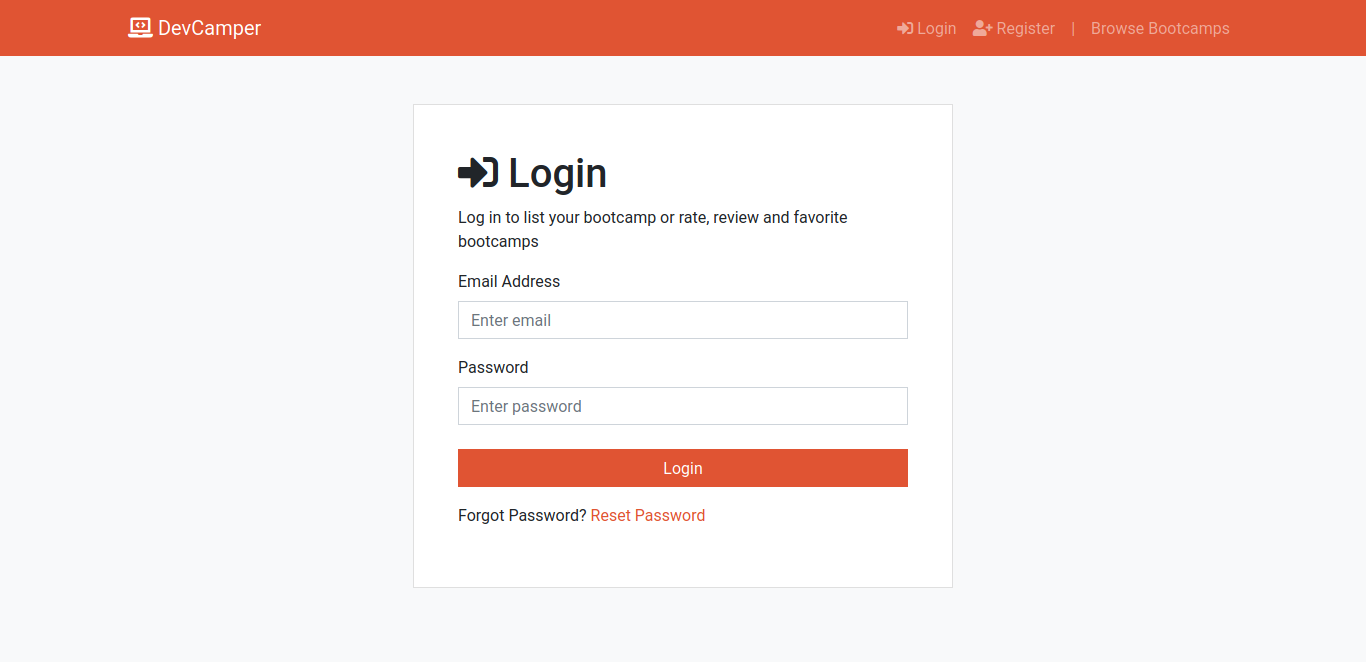 DevCamper
Login Register | Browse Bootcamps
Login
Log in to list your bootcamp or rate, review and favorite
bootcamps
Email Address
Enter email
Password
Enter password
Login
Forgot Password? Reset Password